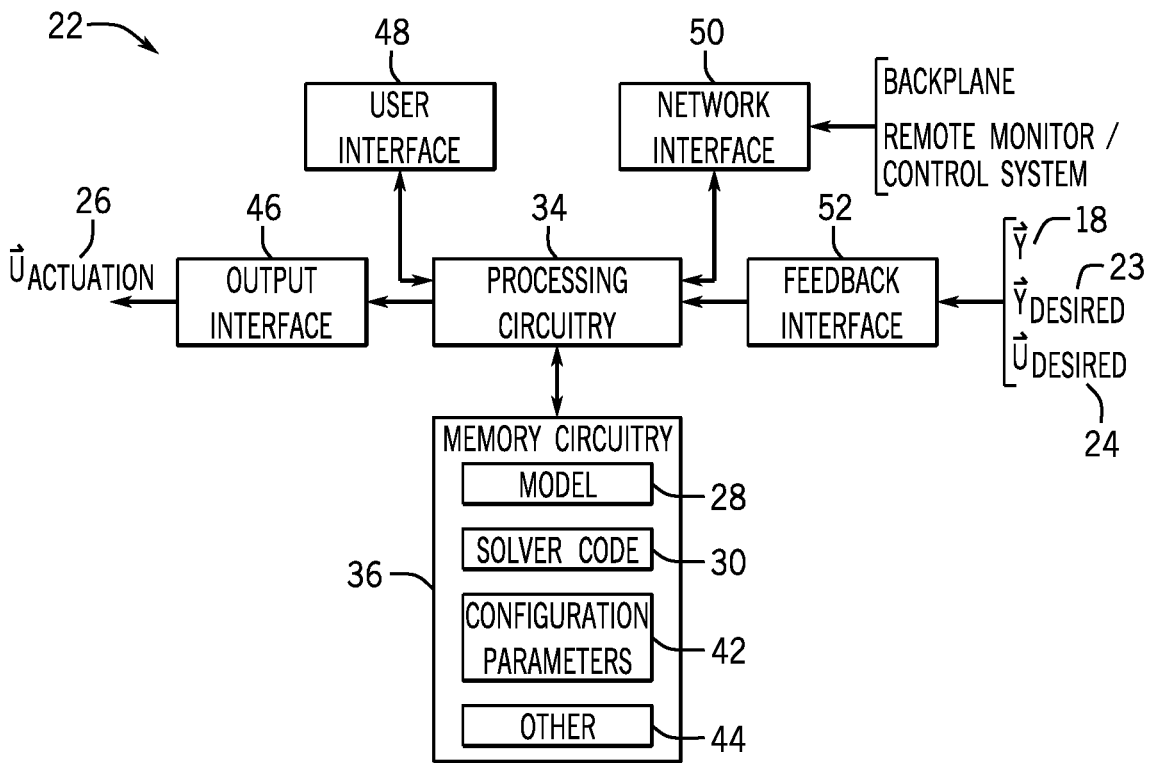 22
48
50
USER
INTERFACE
NETWORK
INTERFACE
BACKPLANE
REMOTE MONITOR /
CONTROL SYSTEM
26
46
34
52
18
U⃗ ACTUATION
OUTPUT
INTERFACE
PROCESSING
CIRCUITRY
FEEDBACK
INTERFACE
Y⃗
23
Y⃗ DESIRED
U⃗ DESIRED
24
MEMORY CIRCUITRY
MODEL
28
SOLVER CODE
30
36
CONFIGURATION
PARAMETERS
42
OTHER
44